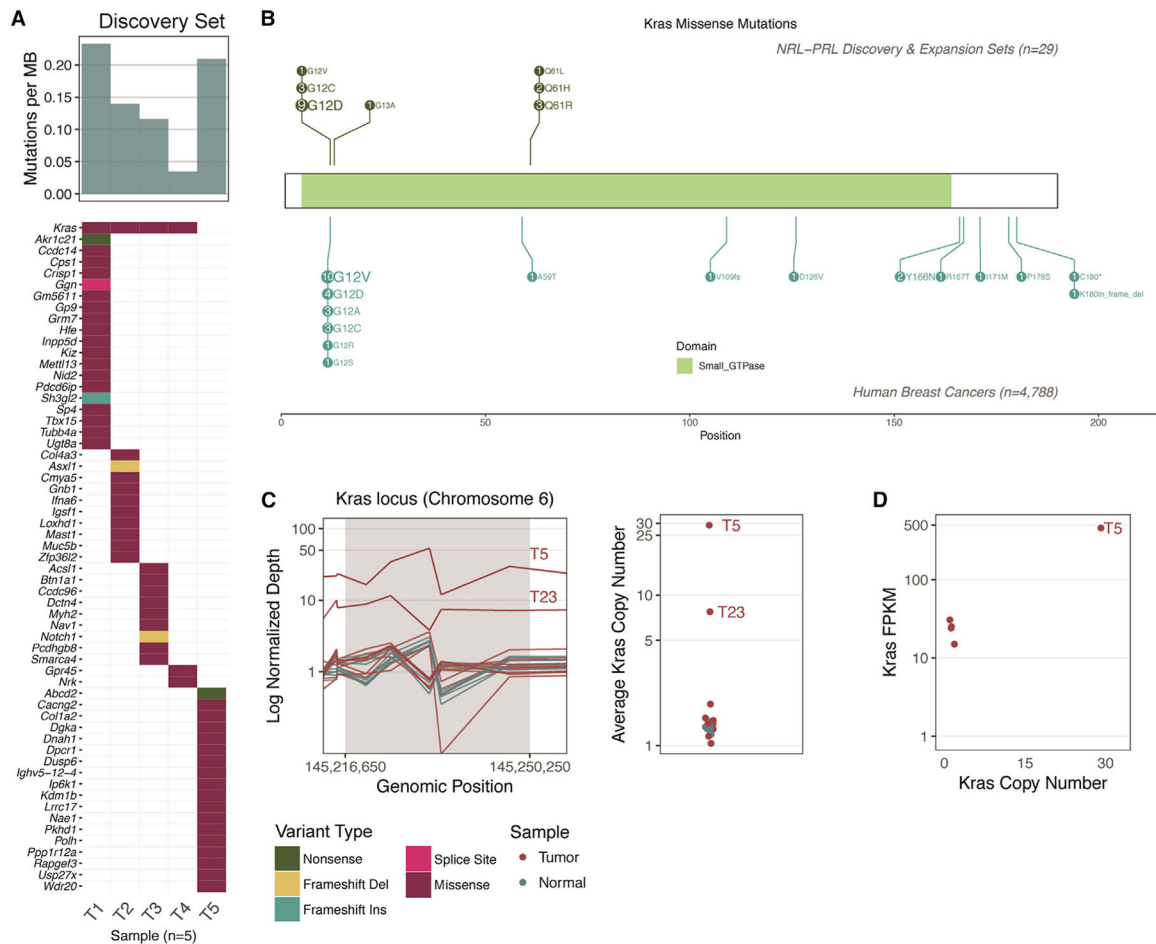 A
Discovery Set
Mutations per MB
0.20
0.15
0.10
0.05
0.00
Kras
Akr1c21
Ccdc14
Cps1
Crisp1
Ggn
Gm5611
Gp9
Grm7
Hfe
Inpp5d
Kiz
Mettl13
Nid2
Pdcd6ip
Sh3gl2
Sp4
Tbx15
Tubb4a
Ugt8a
Col4a3
Asxl1
Cmya5
Gnb1
Ifna6
Igsf1
Loxhd1
Mast1
Muc5b
Zfp36l2
Acsl1
Btn1a1
Ccdc96
Dctn4
Myh2
Nav1
Notch1
Pcdhgb8
Smarca4
Gpr45
Nrk
Abcd2
Cacng2
Col1a2
Dgka
Dnah1
Dpcr1
Dusp6
Ighv5-12-4
Ip6k1
Kdm1b
Lrrc17
Nae1
Pkhd1
Polh
Ppp1r12a
Rapgef3
Usp27x
Wdr20
T1 T2 T3 T4 T5
Sample (n=5)
B
Kras Missense Mutations
NRL-PRL Discovery & Expansion Sets (n=29)
1 G12V
3 G12C
9 G12D
1 G13A
1 Q61L
2 Q61H
3 Q61R
10 G12V
4 G12D
3 G12A
3 G12C
1 G12R
1 G12S
1 A59T
1 V109fs
1 D126V
2 Y166N
1 R167T
1 I171M
1 P178S
1 C180*
1 K180in_frame_del
Domain
Small_GTPase
Human Breast Cancers (n=4,788)
0 50 100 150 200
Position
C
Kras locus (Chromosome 6)
Log Normalized Depth
100
50
10
1
T5
T23
145,216,650 145,250,250
Genomic Position
Average Kras Copy Number
30
25
10
5
1
T5
T23
D
Kras FPKM
500
100
10
1
T5
0 15 30
Kras Copy Number
Variant Type
Nonsense
Frameshift Del
Frameshift Ins
Splice Site
Missense
Sample
Tumor
Normal